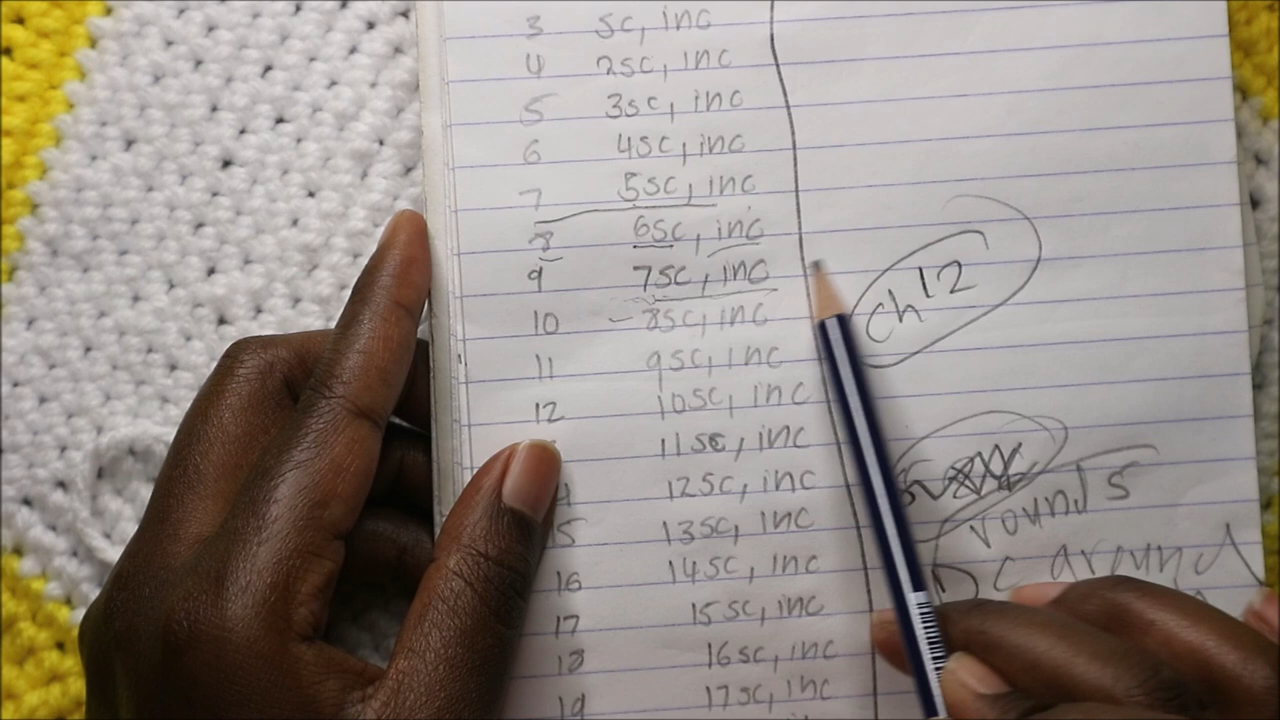 3 sc, inc
4 2sc, inc
5 3sc, inc
6 4sc, inc
7 5sc, inc
8 6sc, inc
9 7sc, inc
10 - 8sc, inc
11 9sc, inc
12 10sc, inc
11sc, inc
4 12sc, inc
15 13sc, inc
16 14sc, inc
17 15sc, inc
18 16sc, inc
19 17sc, inc
ch 12
rounds
Dc around